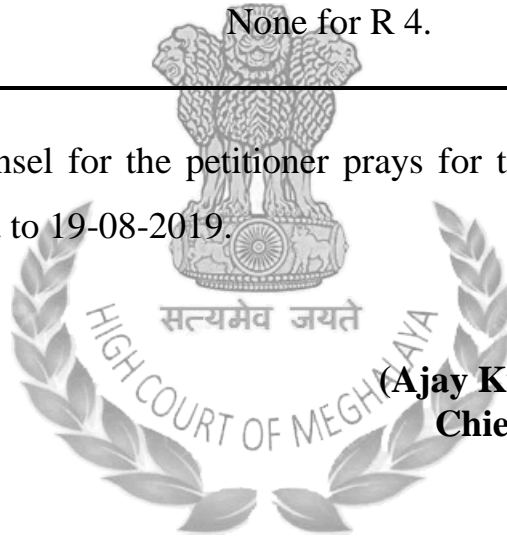 None for R 4.
nsel for the petitioner prays for t
to 19-08-2019.
सत्यमेव जयते
HIGH COURT OF MEGHALAYA
(Ajay K
Chie